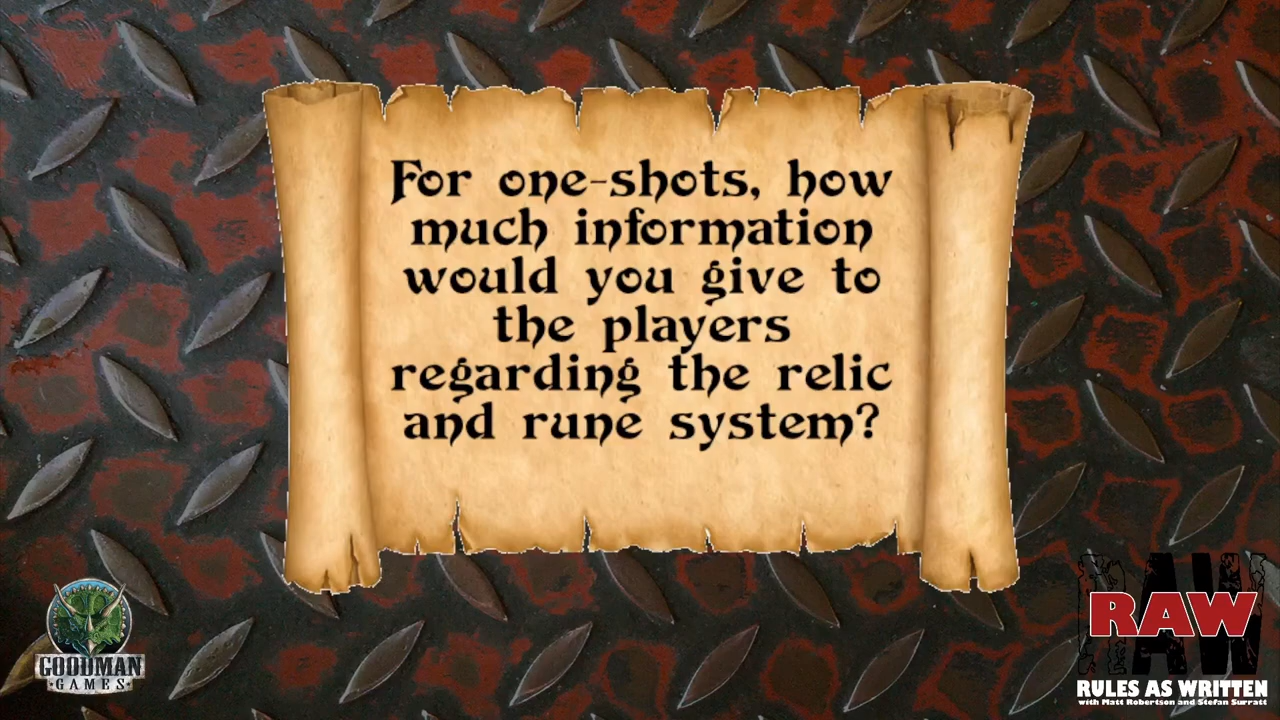 For one-shots, how
much information
would you give to
the players
regarding the relic
and rune system?
GOODMAN
GAMES
RAW
RAW
RULES AS WRITTEN
with Matt Robertson and Stefan Surratt